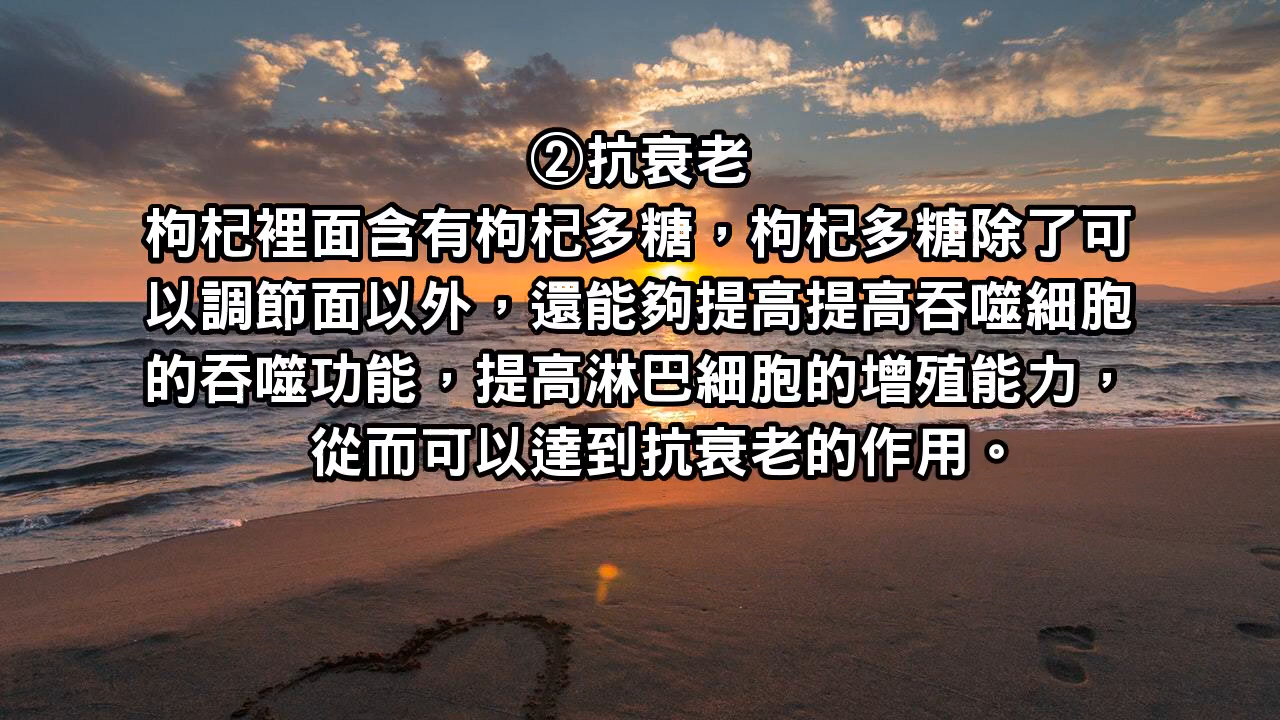 ②抗衰老
枸杞裡面含有枸杞多糖，枸杞多糖除了可
以調節面以外，還能夠提高提高吞噬細胞
的吞噬功能，提高淋巴細胞的增殖能力，
從而可以達到抗衰老的作用。